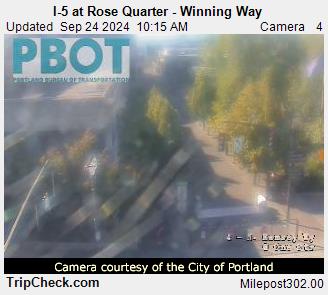 I-5 at Rose Quarter - Winning Way
Updated Sep 24 2024 10:15 AM Camera 4
PBOT
PORTLAND BUREAU OF TRANSPORTATION
Camera courtesy of the City of Portland
TripCheck.com Milepost302.00